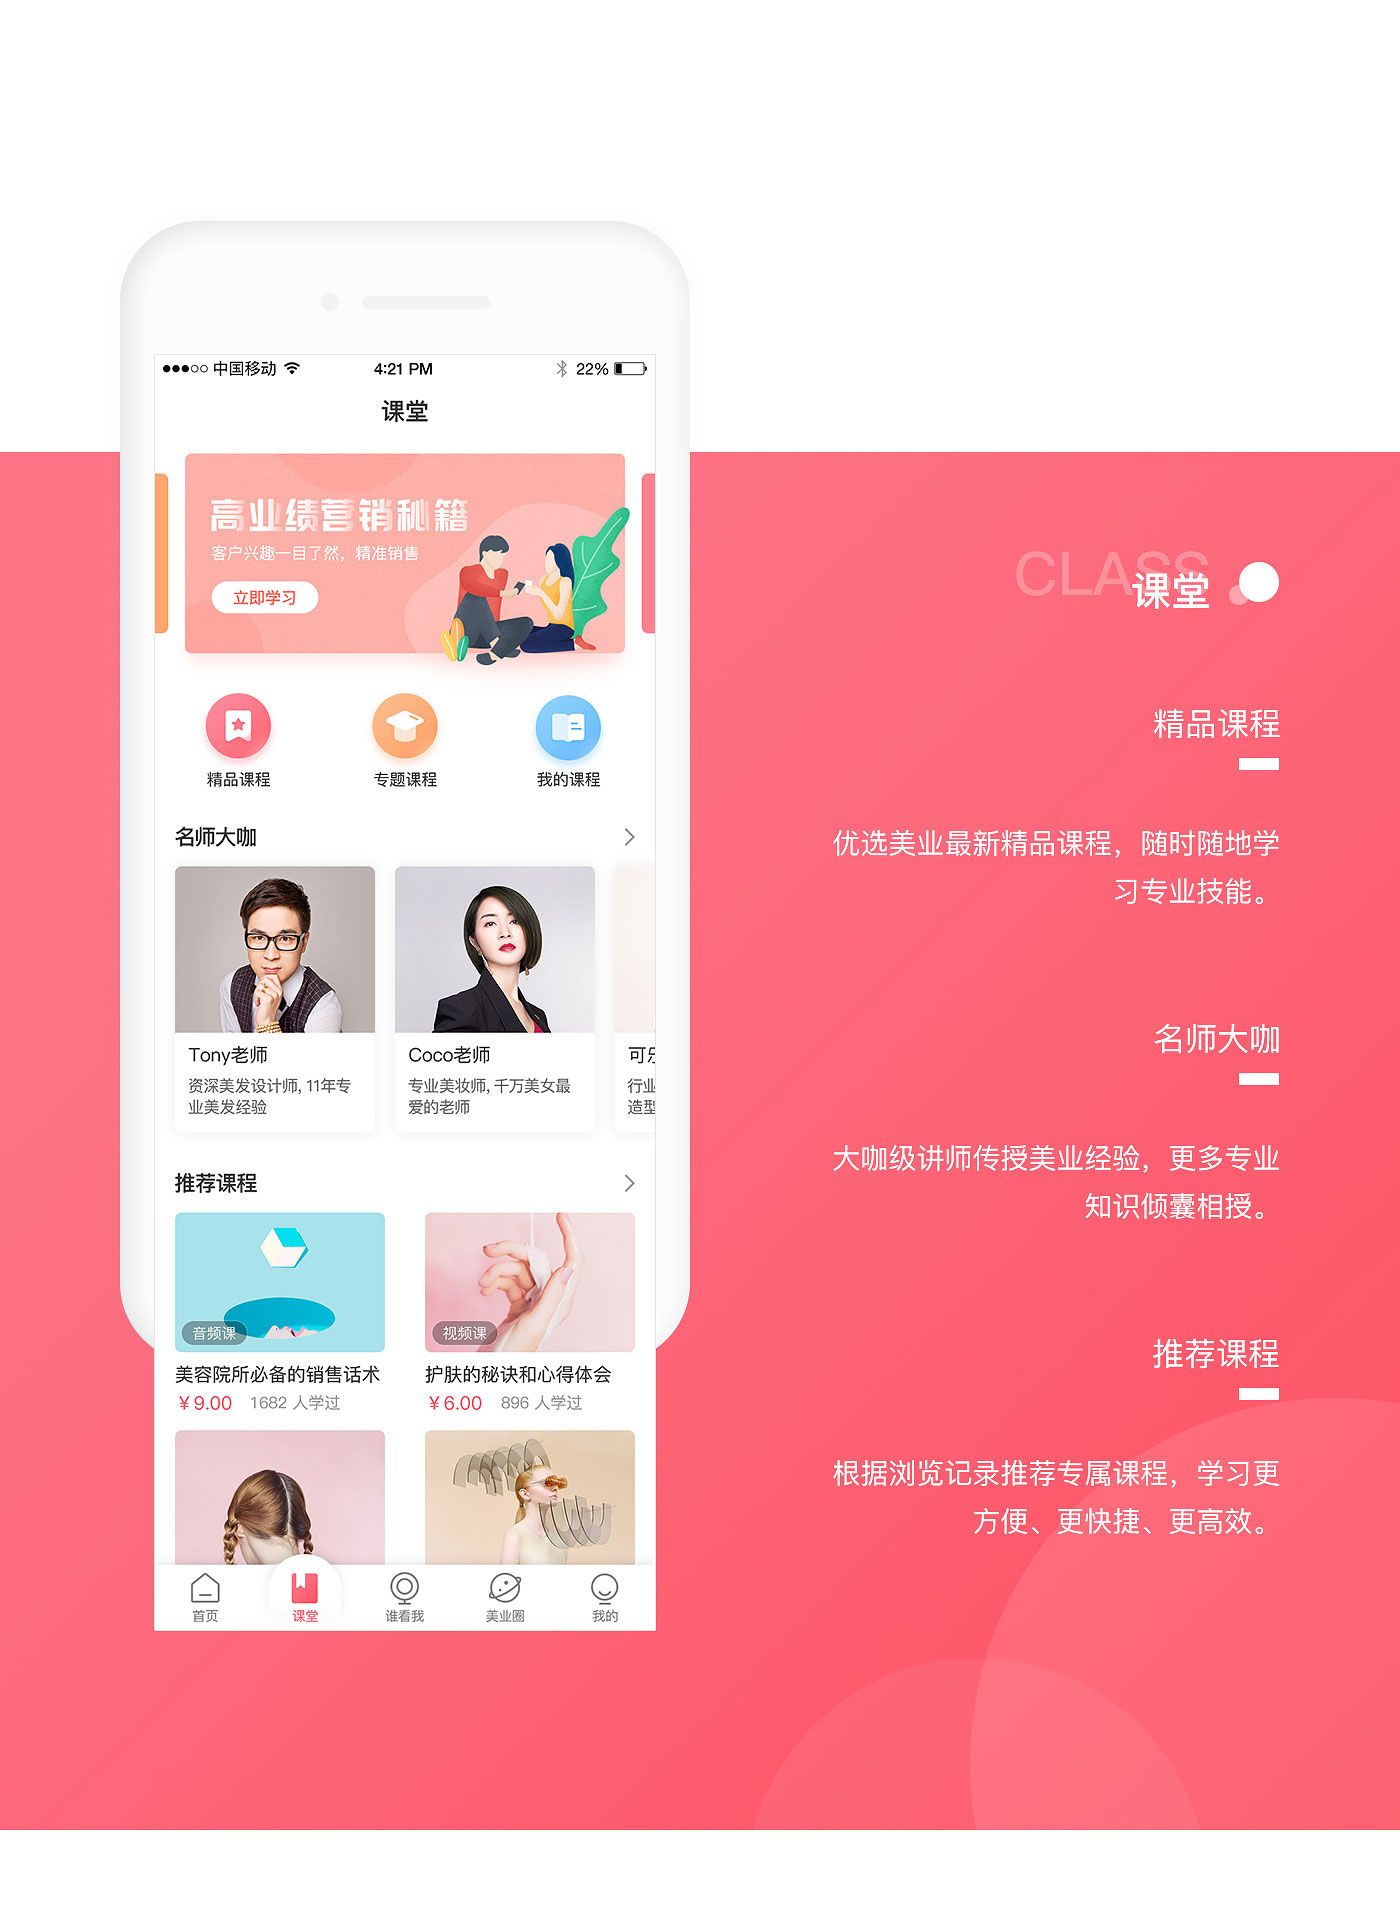 中国移动
4:21 PM
22%
课堂
高业绩营销秘籍
客户兴趣一目了然，精准销售
立即学习
精品课程
专题课程
我的课程
名师大咖
Tony老师
资深美发设计师, 11年专
业美发经验
Coco老师
专业美妆师, 千万美女最
爱的老师
可乐
行业
造型
推荐课程
音频课
美容院所必备的销售话术
￥9.00 1682 人学过
视频课
护肤的秘诀和心得体会
￥6.00 896 人学过
首页
课堂
谁看我
美业圈
我的
CLASS
课堂
精品课程
优选美业最新精品课程，随时随地学
习专业技能。
名师大咖
大咖级讲师传授美业经验，更多专业
知识倾囊相授。
推荐课程
根据浏览记录推荐专属课程，学习更
方便、更快捷、更高效。